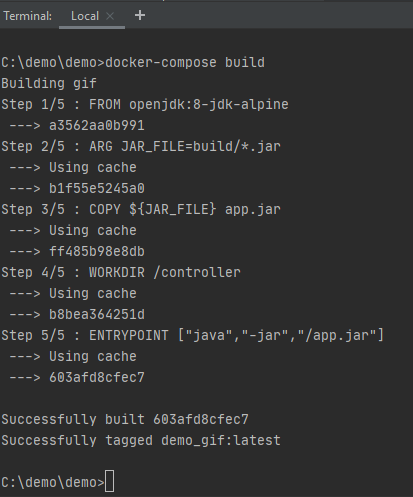 Terminal: Local × +
C:\demo\demo>docker-compose build
Building gif
Step 1/5 : FROM openjdk:8-jdk-alpine
---> a3562aa0b991
Step 2/5 : ARG JAR_FILE=build/*.jar
---> Using cache
---> b1f55e5245a0
Step 3/5 : COPY ${JAR_FILE} app.jar
---> Using cache
---> ff485b98e8db
Step 4/5 : WORKDIR /controller
---> Using cache
---> b8bea364251d
Step 5/5 : ENTRYPOINT ["java","-jar","/app.jar"]
---> Using cache
---> 603afd8cfec7
Successfully built 603afd8cfec7
Successfully tagged demo_gif:latest
C:\demo\demo>